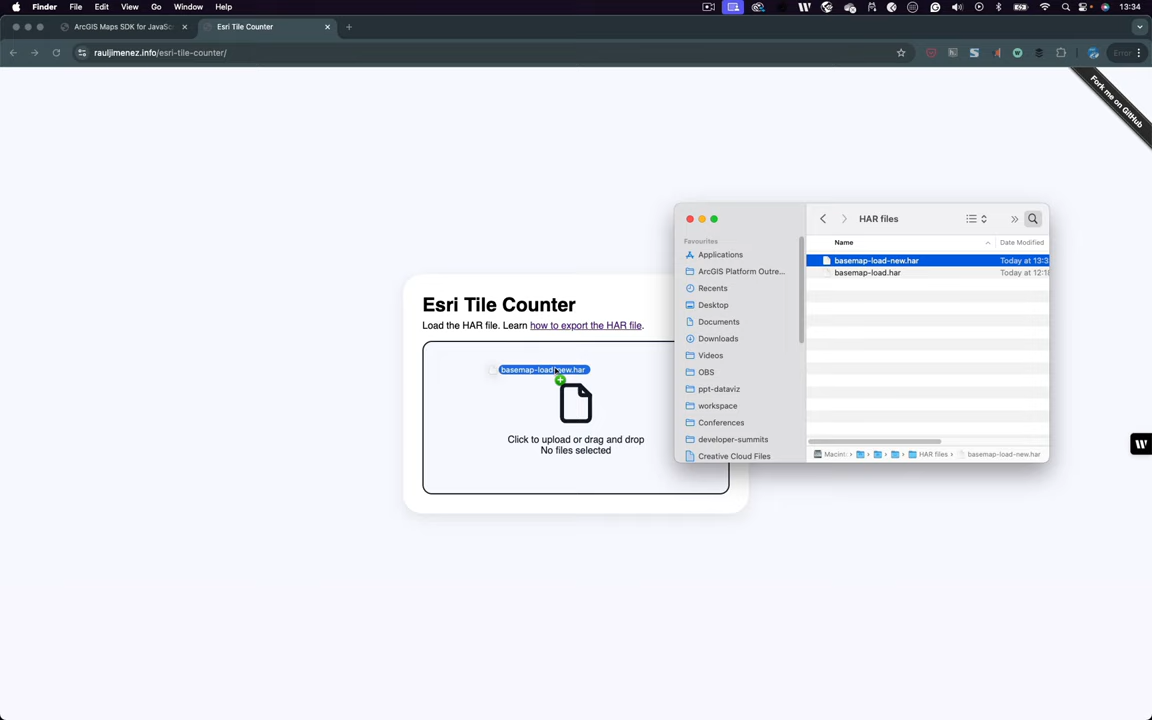 Finder File Edit View Go Window Help 13:34
ArcGIS Maps SDK for JavaSc
Esri Tile Counter
rauljimenez.info/esri-tile-counter/
Error
Fork me on GitHub
HAR files
Favourites
Applications
ArcGIS Platform Outre...
Recents
Desktop
Documents
Downloads
Videos
OBS
ppt-dataviz
workspace
Conferences
developer-summits
Creative Cloud Files
Name Date Modified
basemap-load-new.har Today at 13:3
basemap-load.har Today at 12:1
HAR files basemap-load-new.har
Esri Tile Counter
Load the HAR file. Learn how to export the HAR file.
basemap-load-new.har
Click to upload or drag and drop
No files selected